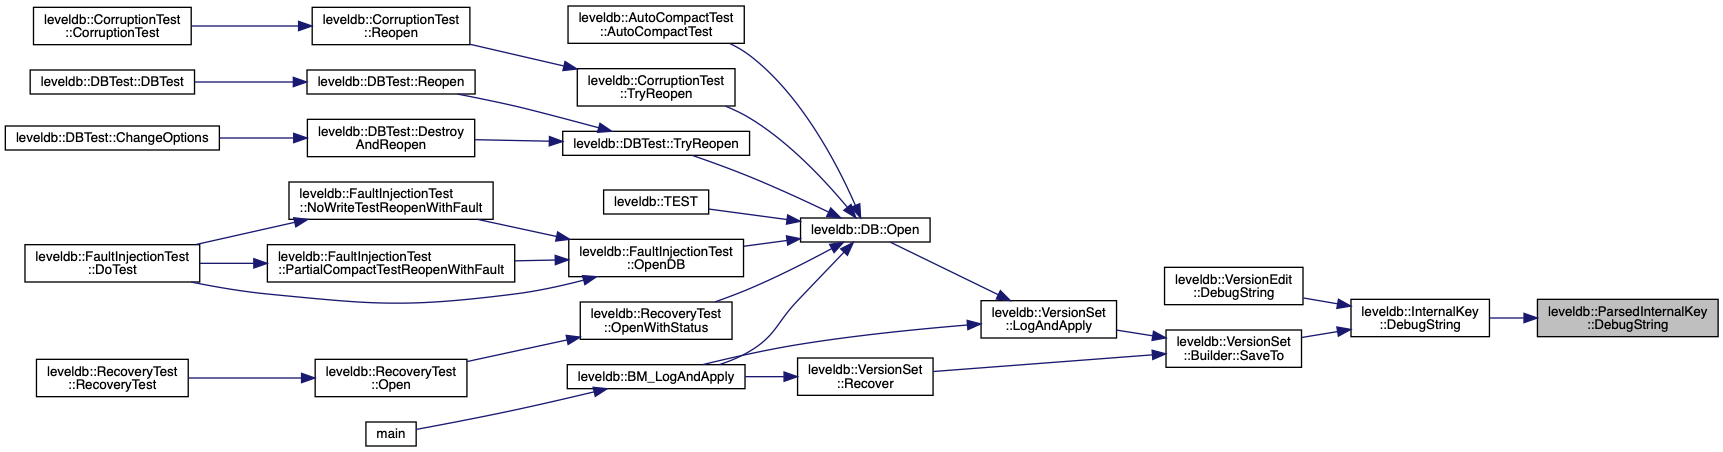 leveldb::CorruptionTest
::CorruptionTest
leveldb::CorruptionTest
::Reopen
leveldb::AutoCompactTest
::AutoCompactTest
leveldb::DBTest::DBTest
leveldb::DBTest::Reopen
leveldb::CorruptionTest
::TryReopen
leveldb::DBTest::ChangeOptions
leveldb::DBTest::Destroy
AndReopen
leveldb::DBTest::TryReopen
leveldb::FaultInjectionTest
::NoWriteTestReopenWithFault
leveldb::TEST
leveldb::DB::Open
leveldb::FaultInjectionTest
::DoTest
leveldb::FaultInjectionTest
::PartialCompactTestReopenWithFault
leveldb::FaultInjectionTest
::OpenDB
leveldb::VersionEdit
::DebugString
leveldb::RecoveryTest
::OpenWithStatus
leveldb::VersionSet
::LogAndApply
leveldb::InternalKey
::DebugString
leveldb::ParsedInternalKey
::DebugString
leveldb::VersionSet
::Builder::SaveTo
leveldb::RecoveryTest
::RecoveryTest
leveldb::RecoveryTest
::Open
leveldb::BM_LogAndApply
leveldb::VersionSet
::Recover
main